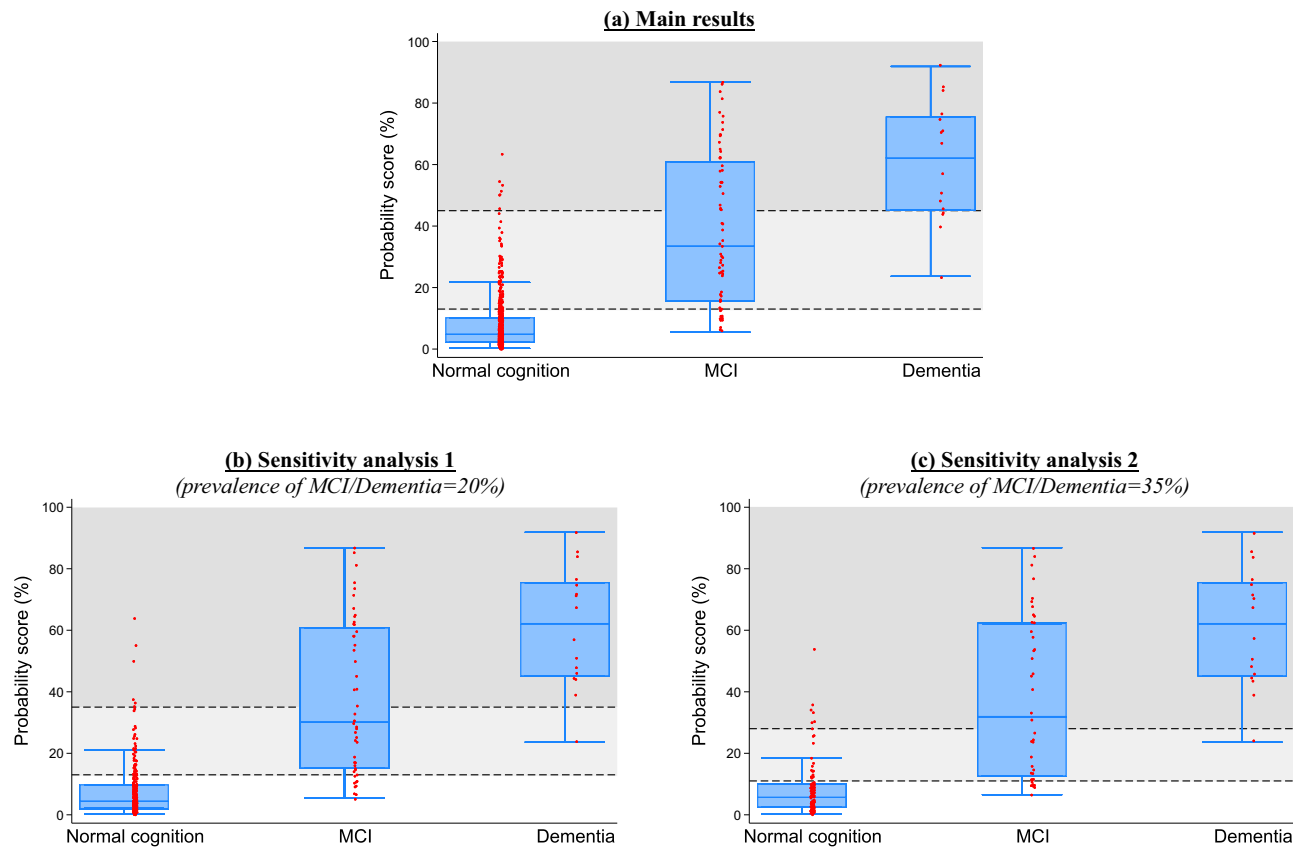 (a) Main results
Probability score (%)
100
80
60
40
20
0
Normal cognition
MCI
Dementia
(b) Sensitivity analysis 1
(prevalence of MCI/Dementia=20%)
Probability score (%)
100
80
60
40
20
0
Normal cognition
MCI
Dementia
(c) Sensitivity analysis 2
(prevalence of MCI/Dementia=35%)
Probability score (%)
100
80
60
40
20
0
Normal cognition
MCI
Dementia